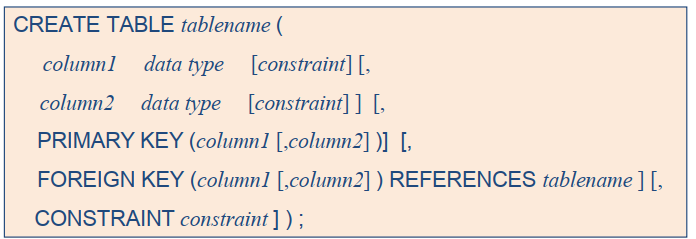 CREATE TABLE tablename (
column1 data type [constraint] [,
column2 data type [constraint] ] [,
PRIMARY KEY (column1 [,column2] )] [,
FOREIGN KEY (column1 [,column2] ) REFERENCES tablename ] [,
CONSTRAINT constraint ] ) ;